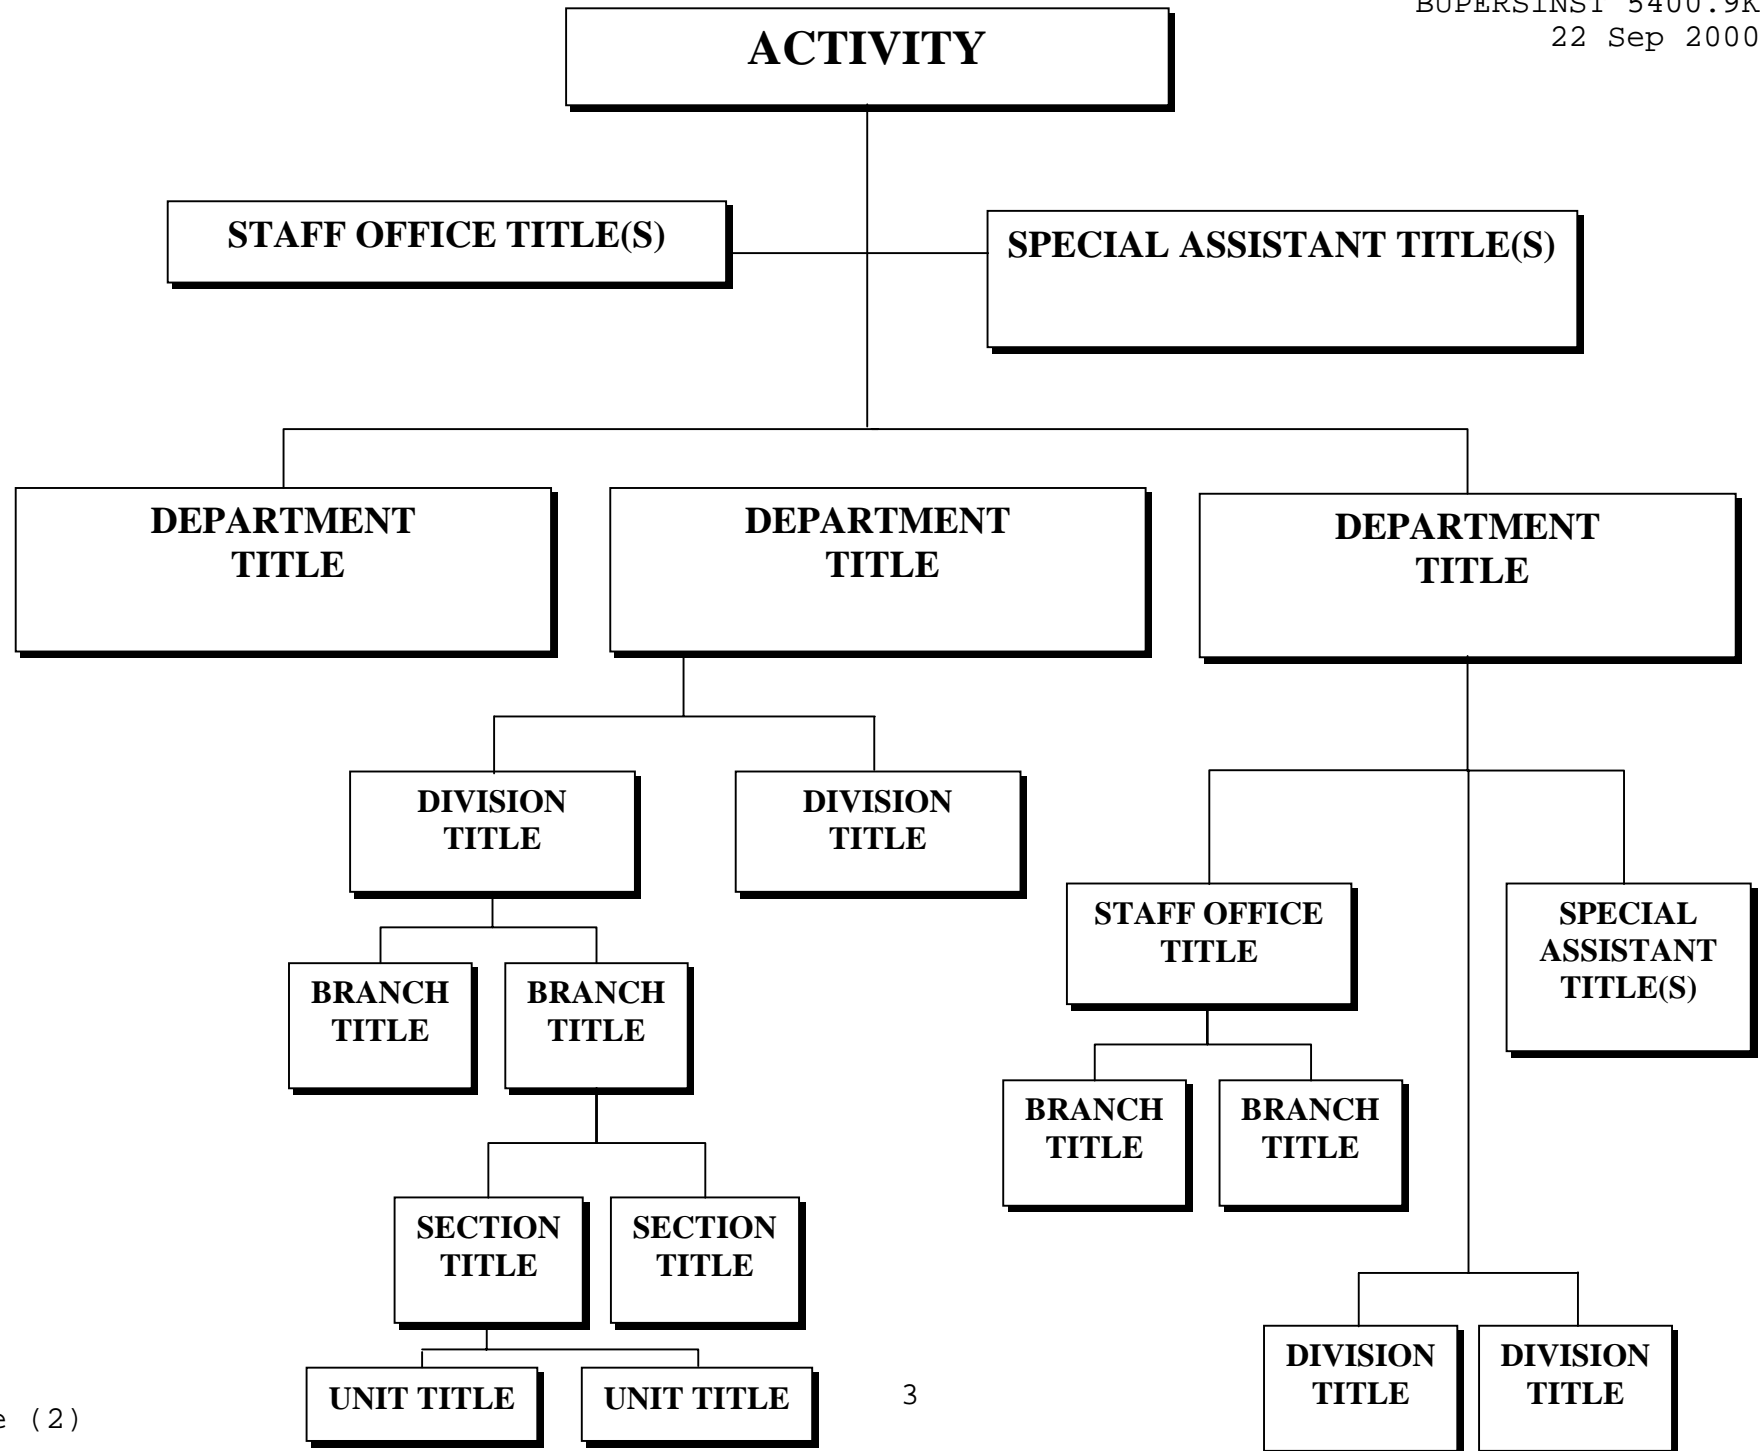 BUPERSINST 5400.9K
22 Sep 2000
ACTIVITY
STAFF OFFICE TITLE(S)
SPECIAL ASSISTANT TITLE(S)
DEPARTMENT
TITLE
DEPARTMENT
TITLE
DEPARTMENT
TITLE
DIVISION
TITLE
DIVISION
TITLE
STAFF OFFICE
TITLE
SPECIAL
ASSISTANT
TITLE(S)
BRANCH
TITLE
BRANCH
TITLE
BRANCH
TITLE
BRANCH
TITLE
SECTION
TITLE
SECTION
TITLE
DIVISION
TITLE
DIVISION
TITLE
UNIT TITLE
UNIT TITLE
3
(2)